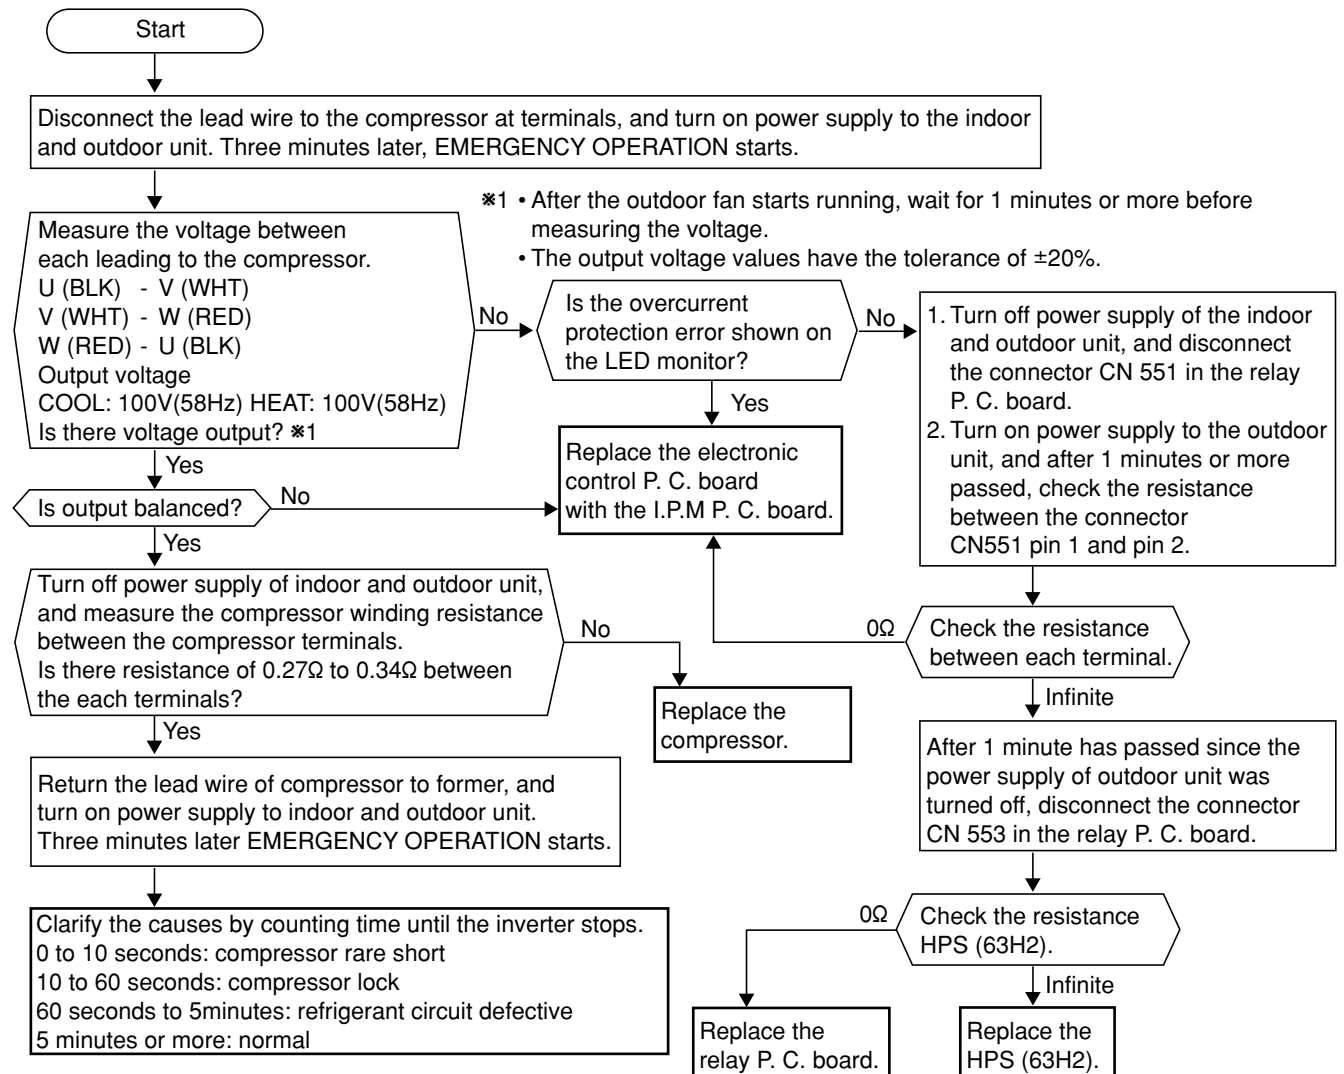 Start
Disconnect the lead wire to the compressor at terminals, and turn on power supply to the indoor
and outdoor unit. Three minutes later, EMERGENCY OPERATION starts.
※1 • After the outdoor fan starts running, wait for 1 minutes or more before
measuring the voltage.
• The output voltage values have the tolerance of ±20%.
Measure the voltage between
each leading to the compressor.
U (BLK) - V (WHT)
V (WHT) - W (RED)
W (RED) - U (BLK)
Output voltage
COOL: 100V(58Hz) HEAT: 100V(58Hz)
Is there voltage output? ※1
No
Is the overcurrent
protection error shown on
the LED monitor?
No
1. Turn off power supply of the indoor
and outdoor unit, and disconnect
the connector CN 551 in the relay
P. C. board.
2. Turn on power supply to the outdoor
unit, and after 1 minutes or more
passed, check the resistance
between the connector
CN551 pin 1 and pin 2.
Yes
Replace the electronic
control P. C. board
with the I.P.M P. C. board.
Yes
Is output balanced?
No
Yes
Turn off power supply of indoor and outdoor unit,
and measure the compressor winding resistance
between the compressor terminals.
Is there resistance of 0.27Ω to 0.34Ω between
the each terminals?
No
Replace the
compressor.
0Ω
Check the resistance
between each terminal.
Infinite
After 1 minute has passed since the
power supply of outdoor unit was
turned off, disconnect the connector
CN 553 in the relay P. C. board.
Yes
Return the lead wire of compressor to former, and
turn on power supply to indoor and outdoor unit.
Three minutes later EMERGENCY OPERATION starts.
Clarify the causes by counting time until the inverter stops.
0 to 10 seconds: compressor rare short
10 to 60 seconds: compressor lock
60 seconds to 5minutes: refrigerant circuit defective
5 minutes or more: normal
0Ω
Check the resistance
HPS (63H2).
Infinite
Replace the
relay P. C. board.
Replace the
HPS (63H2).